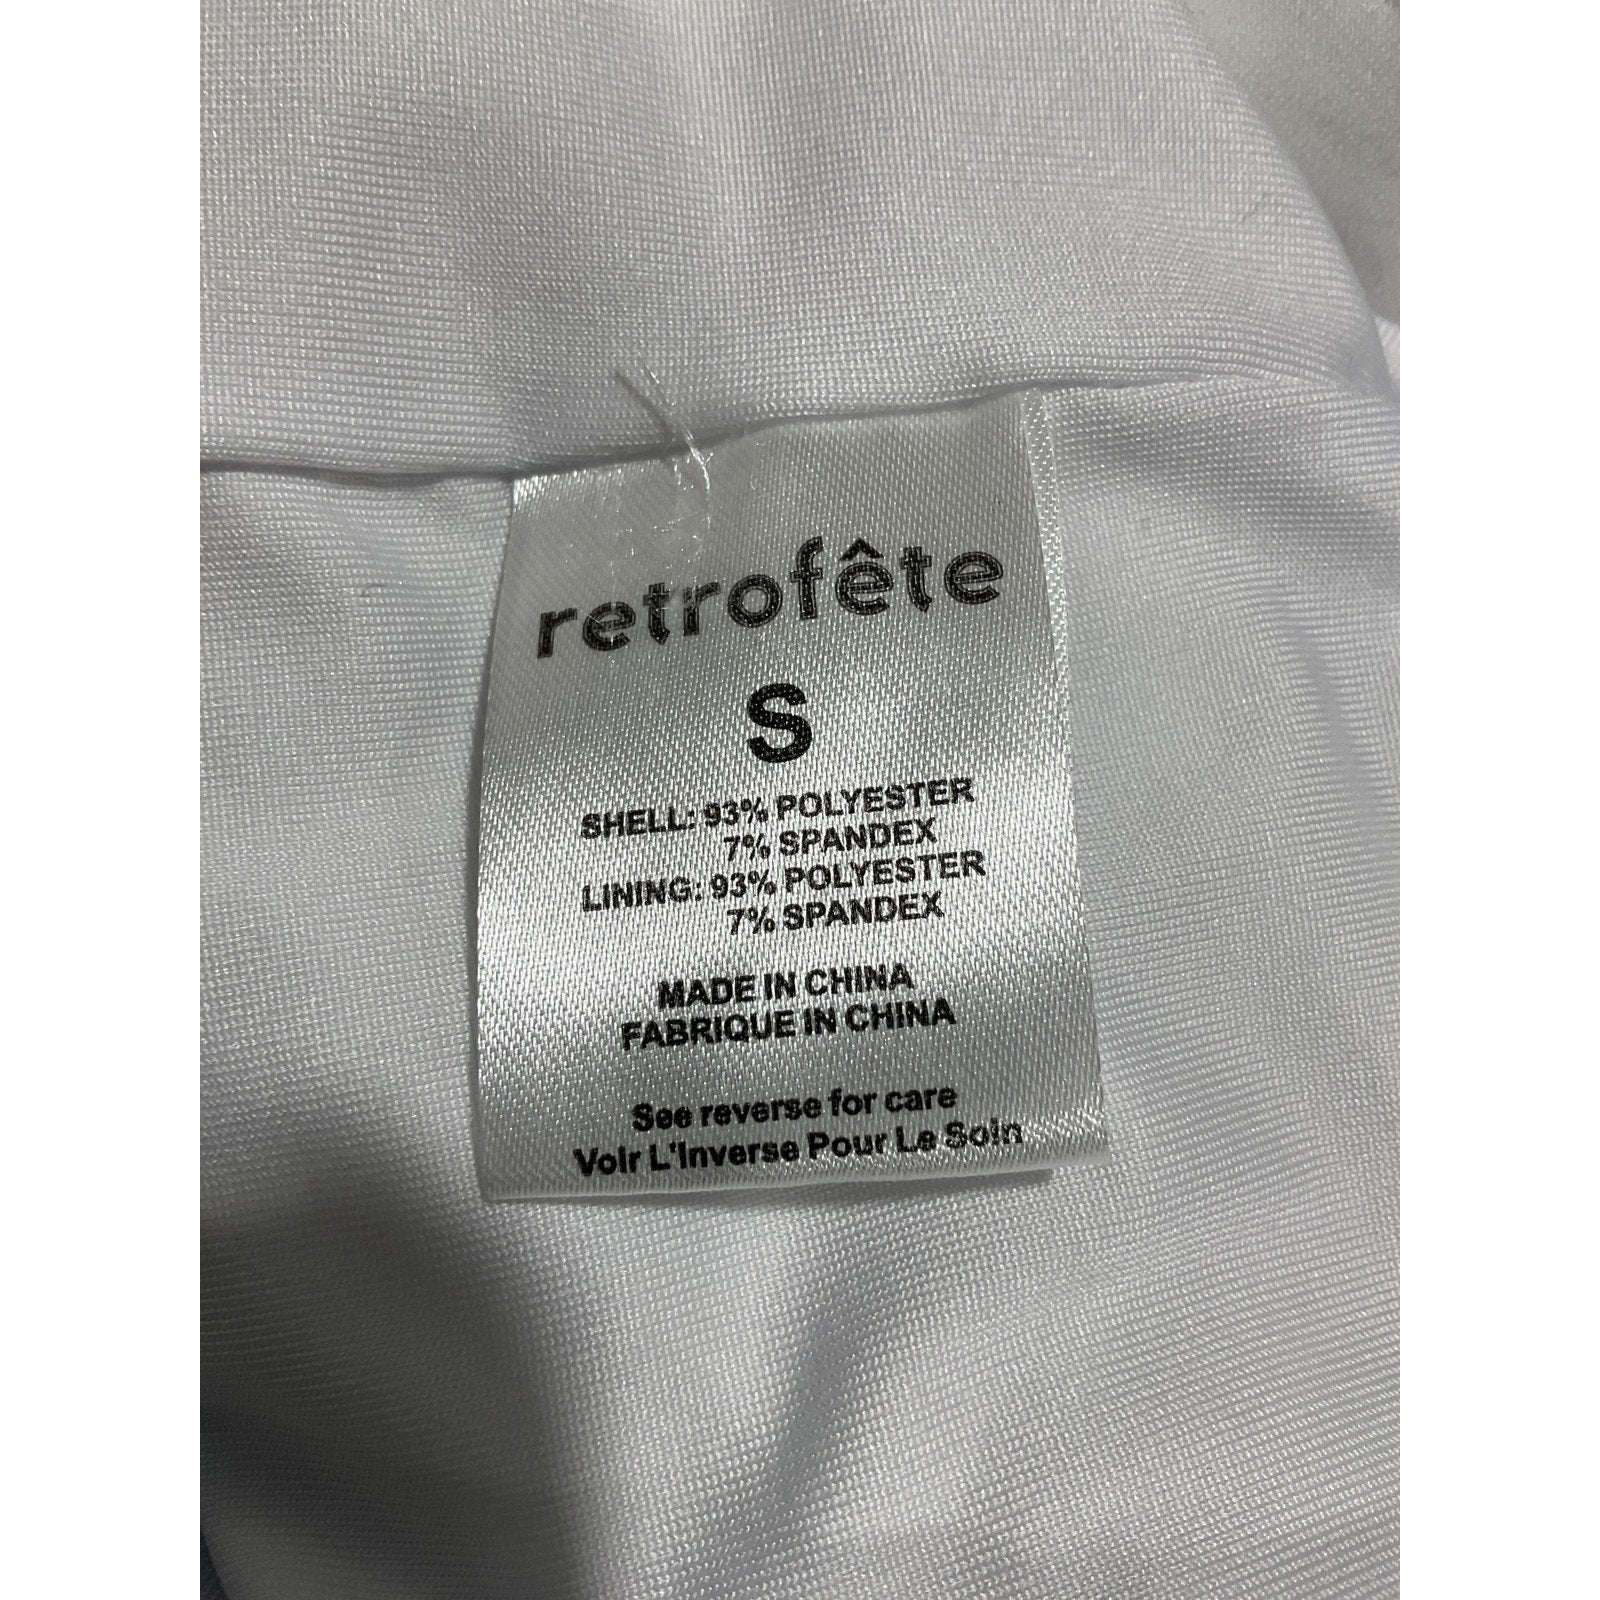 retrofête
S
SHELL: 93% POLYESTER
7% SPANDEX
LINING: 93% POLYESTER
7% SPANDEX
MADE IN CHINA
FABRIQUE IN CHINA
See reverse for care
Voir L'Inverse Pour Le Soin